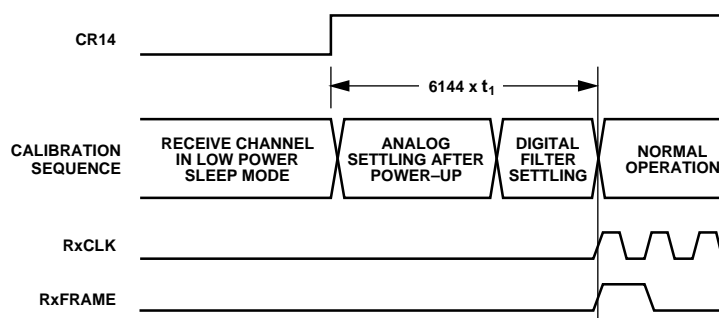 CR14
6144 x t1
CALIBRATION
SEQUENCE
RECEIVE CHANNEL
IN LOW POWER
SLEEP MODE
ANALOG
SETTLING AFTER
POWER–UP
DIGITAL
FILTER
SETTLING
NORMAL
OPERATION
RxCLK
RxFRAME